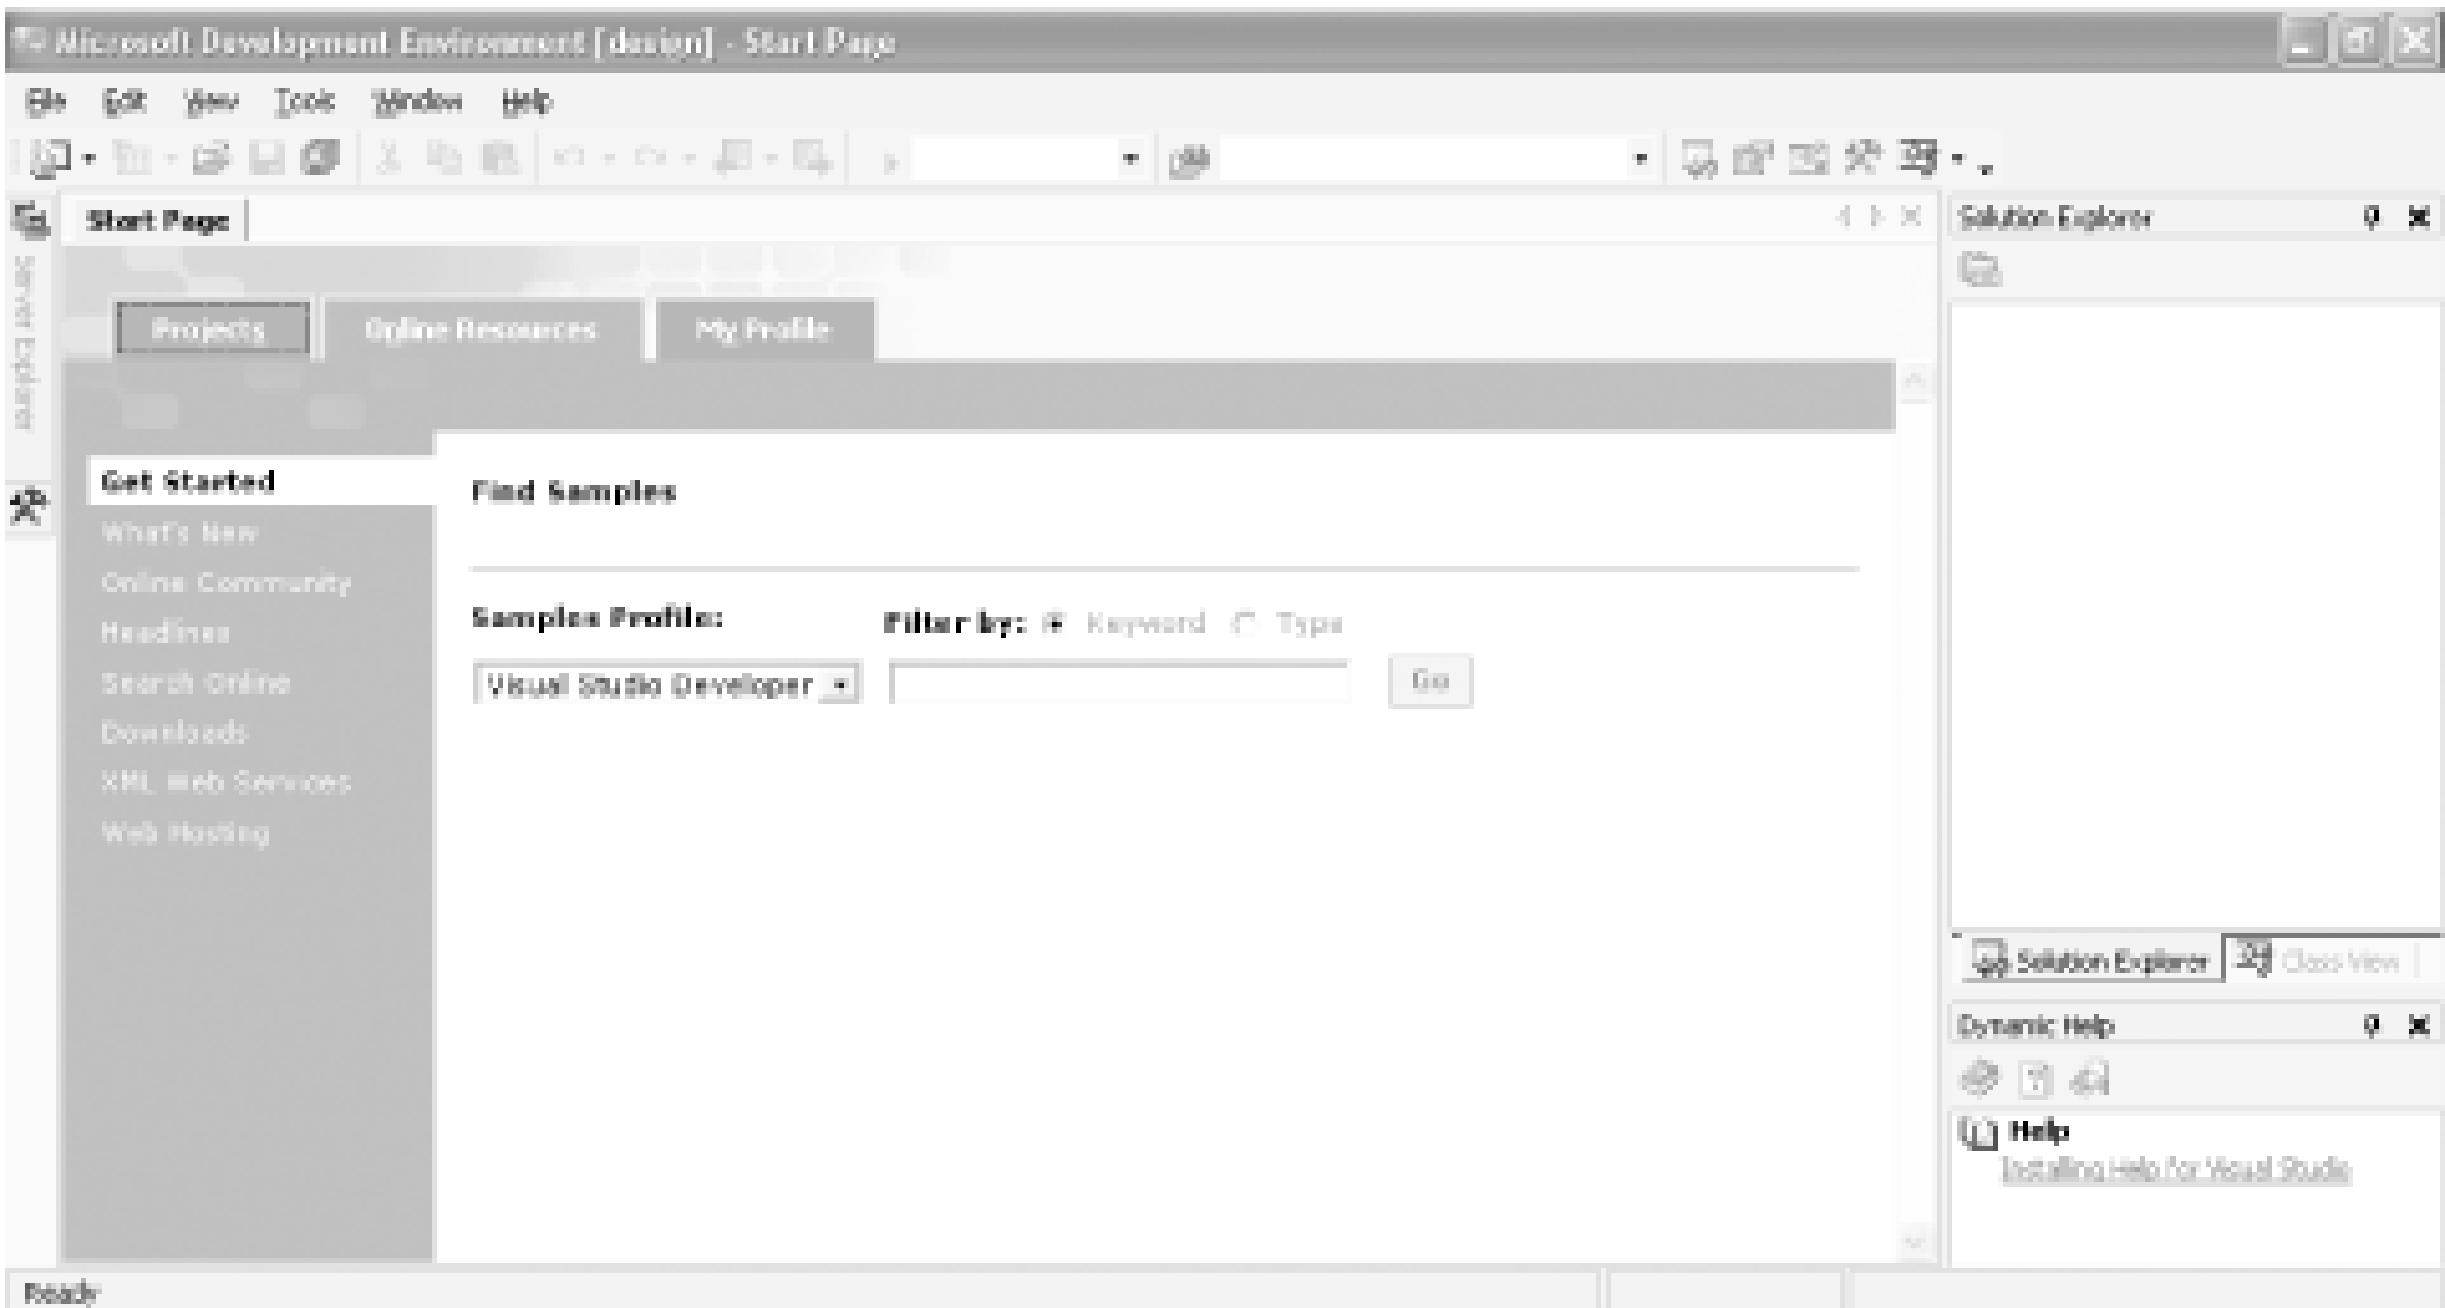 Microsoft Development Environment [design] - Start Page
File Edit View Tools Window Help
Start Page
Solution Explorer
Server Explorer
Projects Online Resources My Profile
Get Started
What's New
Online Community
Headlines
Search Online
Downloads
XML Web Services
Web Hosting
Find Samples
Samples Profile: Filter by: Keyword Type
Visual Studio Developer Go
Solution Explorer Class View
Dynamic Help
Help
Installing Help for Visual Studio
Ready